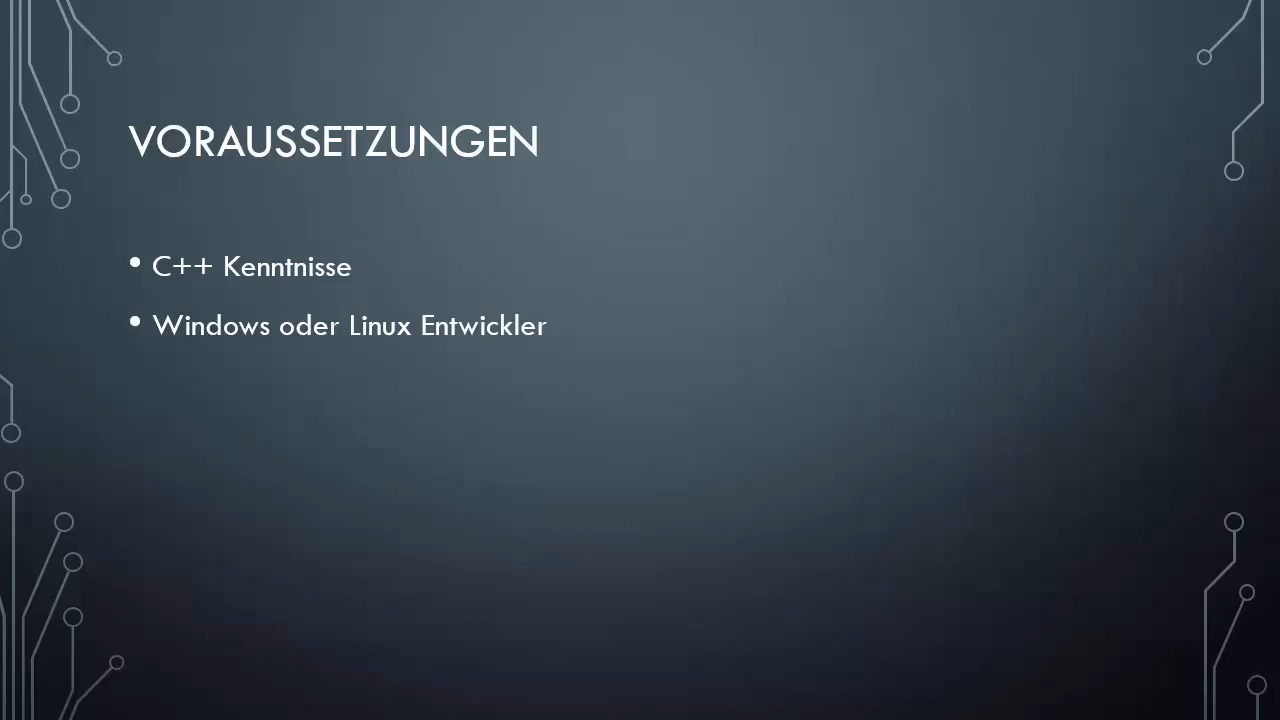 VORAUSSETZUNGEN
• C++ Kenntnisse
• Windows oder Linux Entwickler